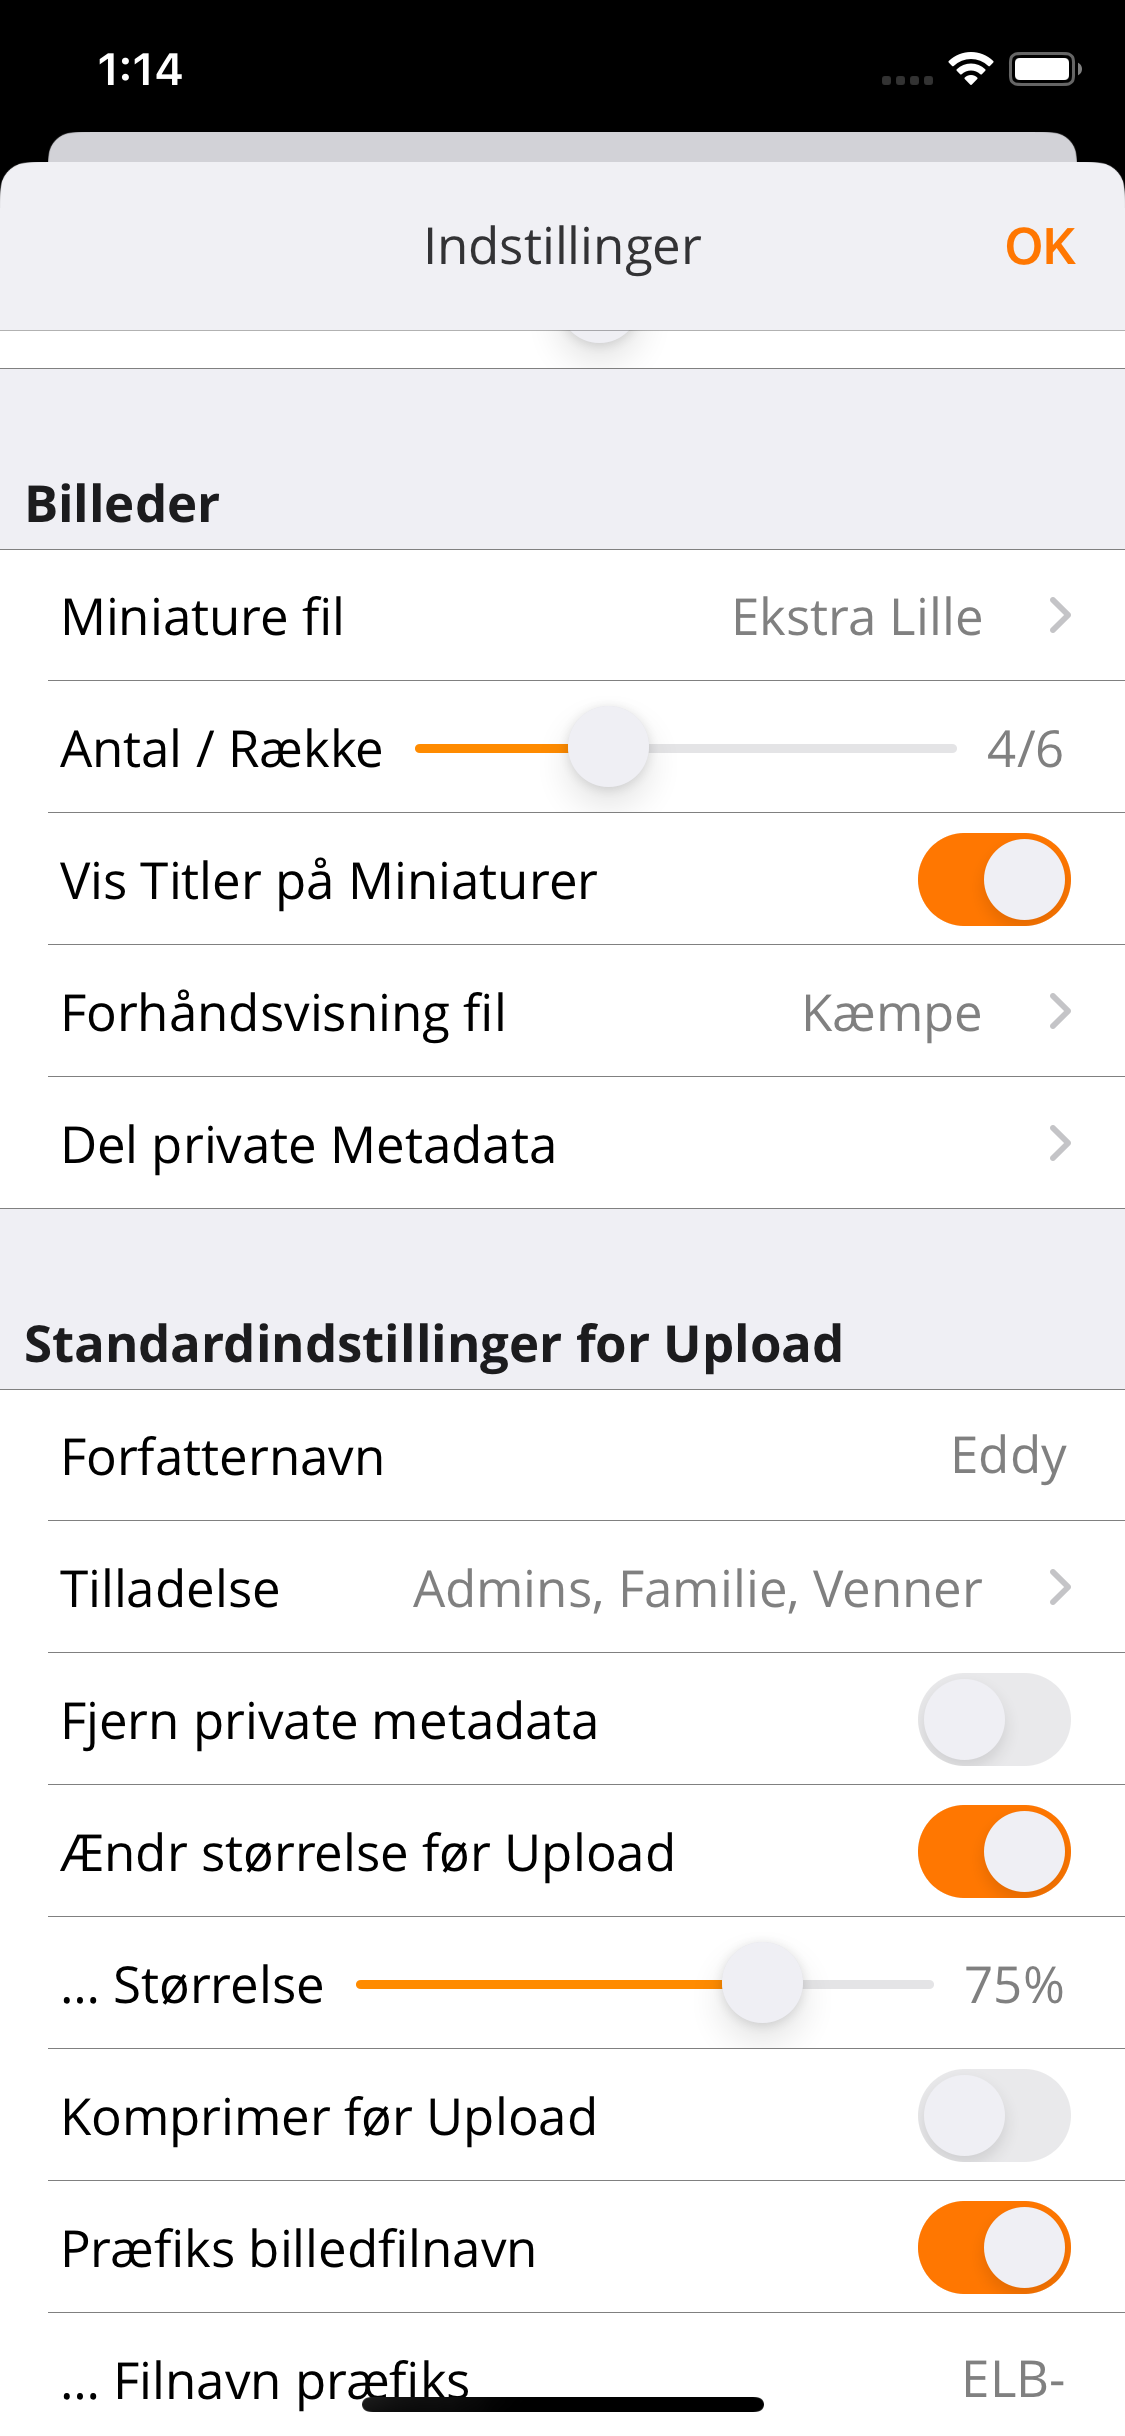 1:14
Indstillinger
OK
Billeder
Miniature fil Ekstra Lille
Antal / Række 4/6
Vis Titler på Miniaturer
Forhåndsvisning fil Kæmpe
Del private Metadata
Standardindstillinger for Upload
Forfatternavn Eddy
Tilladelse Admins, Familie, Venner
Fjern private metadata
Ændr størrelse før Upload
... Størrelse 75%
Komprimer før Upload
Præfiks billedfilnavn
... Filnavn præfiks ELB-